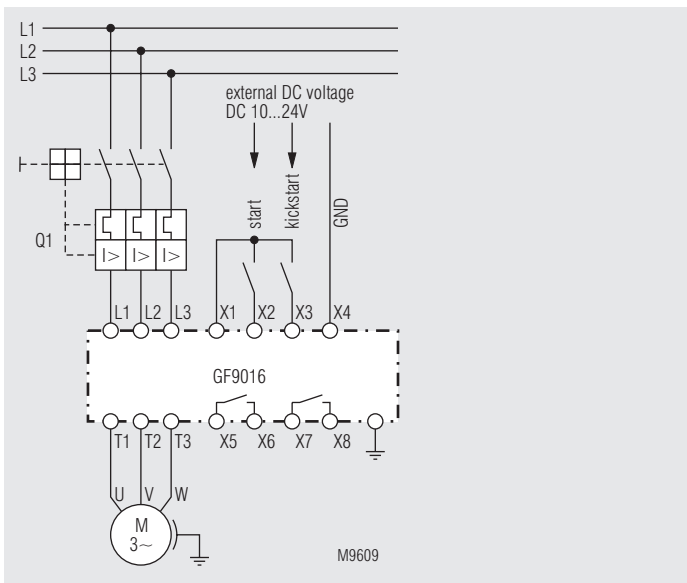 L1
L2
L3
external DC voltage
DC 10...24V
start
kickstart
GND
Q1
I> I> I>
L1 L2 L3 X1 X2 X3 X4
GF9016
T1 T2 T3 X5 X6 X7 X8
U V W
M
3~
M9609